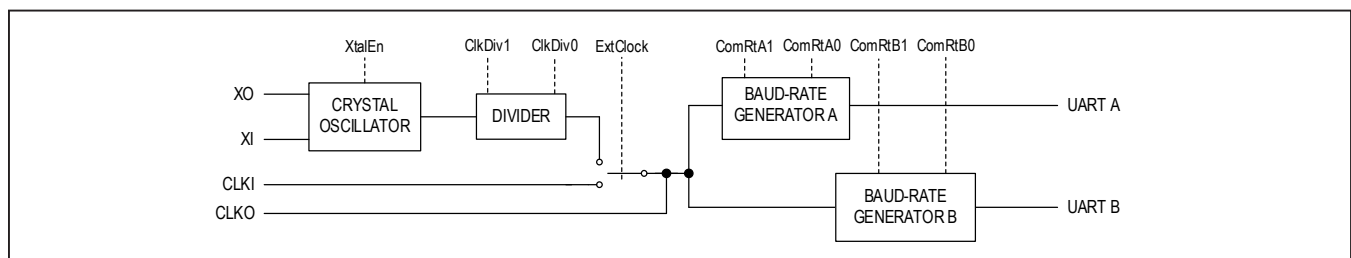 XtalEn
ClkDiv1
ClkDiv0
ExtClock
ComRtA1
ComRtA0
ComRtB1
ComRtB0
XO
XI
CRYSTAL
OSCILLATOR
DIVIDER
BAUD-RATE
GENERATOR A
UART A
CLKI
CLKO
BAUD-RATE
GENERATOR B
UART B